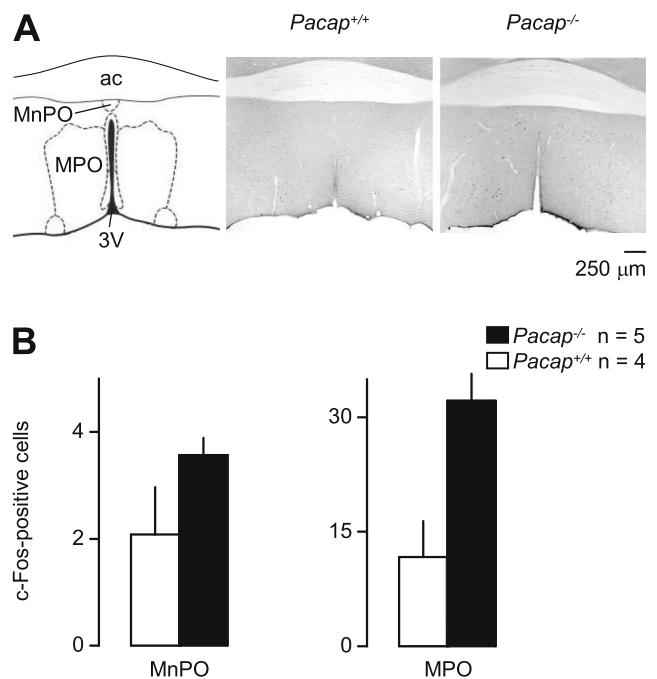 A
Pacap+/+
Pacap-/-
ac
MnPO
MPO
3V
250 µm
B
Pacap-/- n = 5
Pacap+/+ n = 4
c-Fos-positive cells
4
2
0
MnPO
30
15
0
MPO